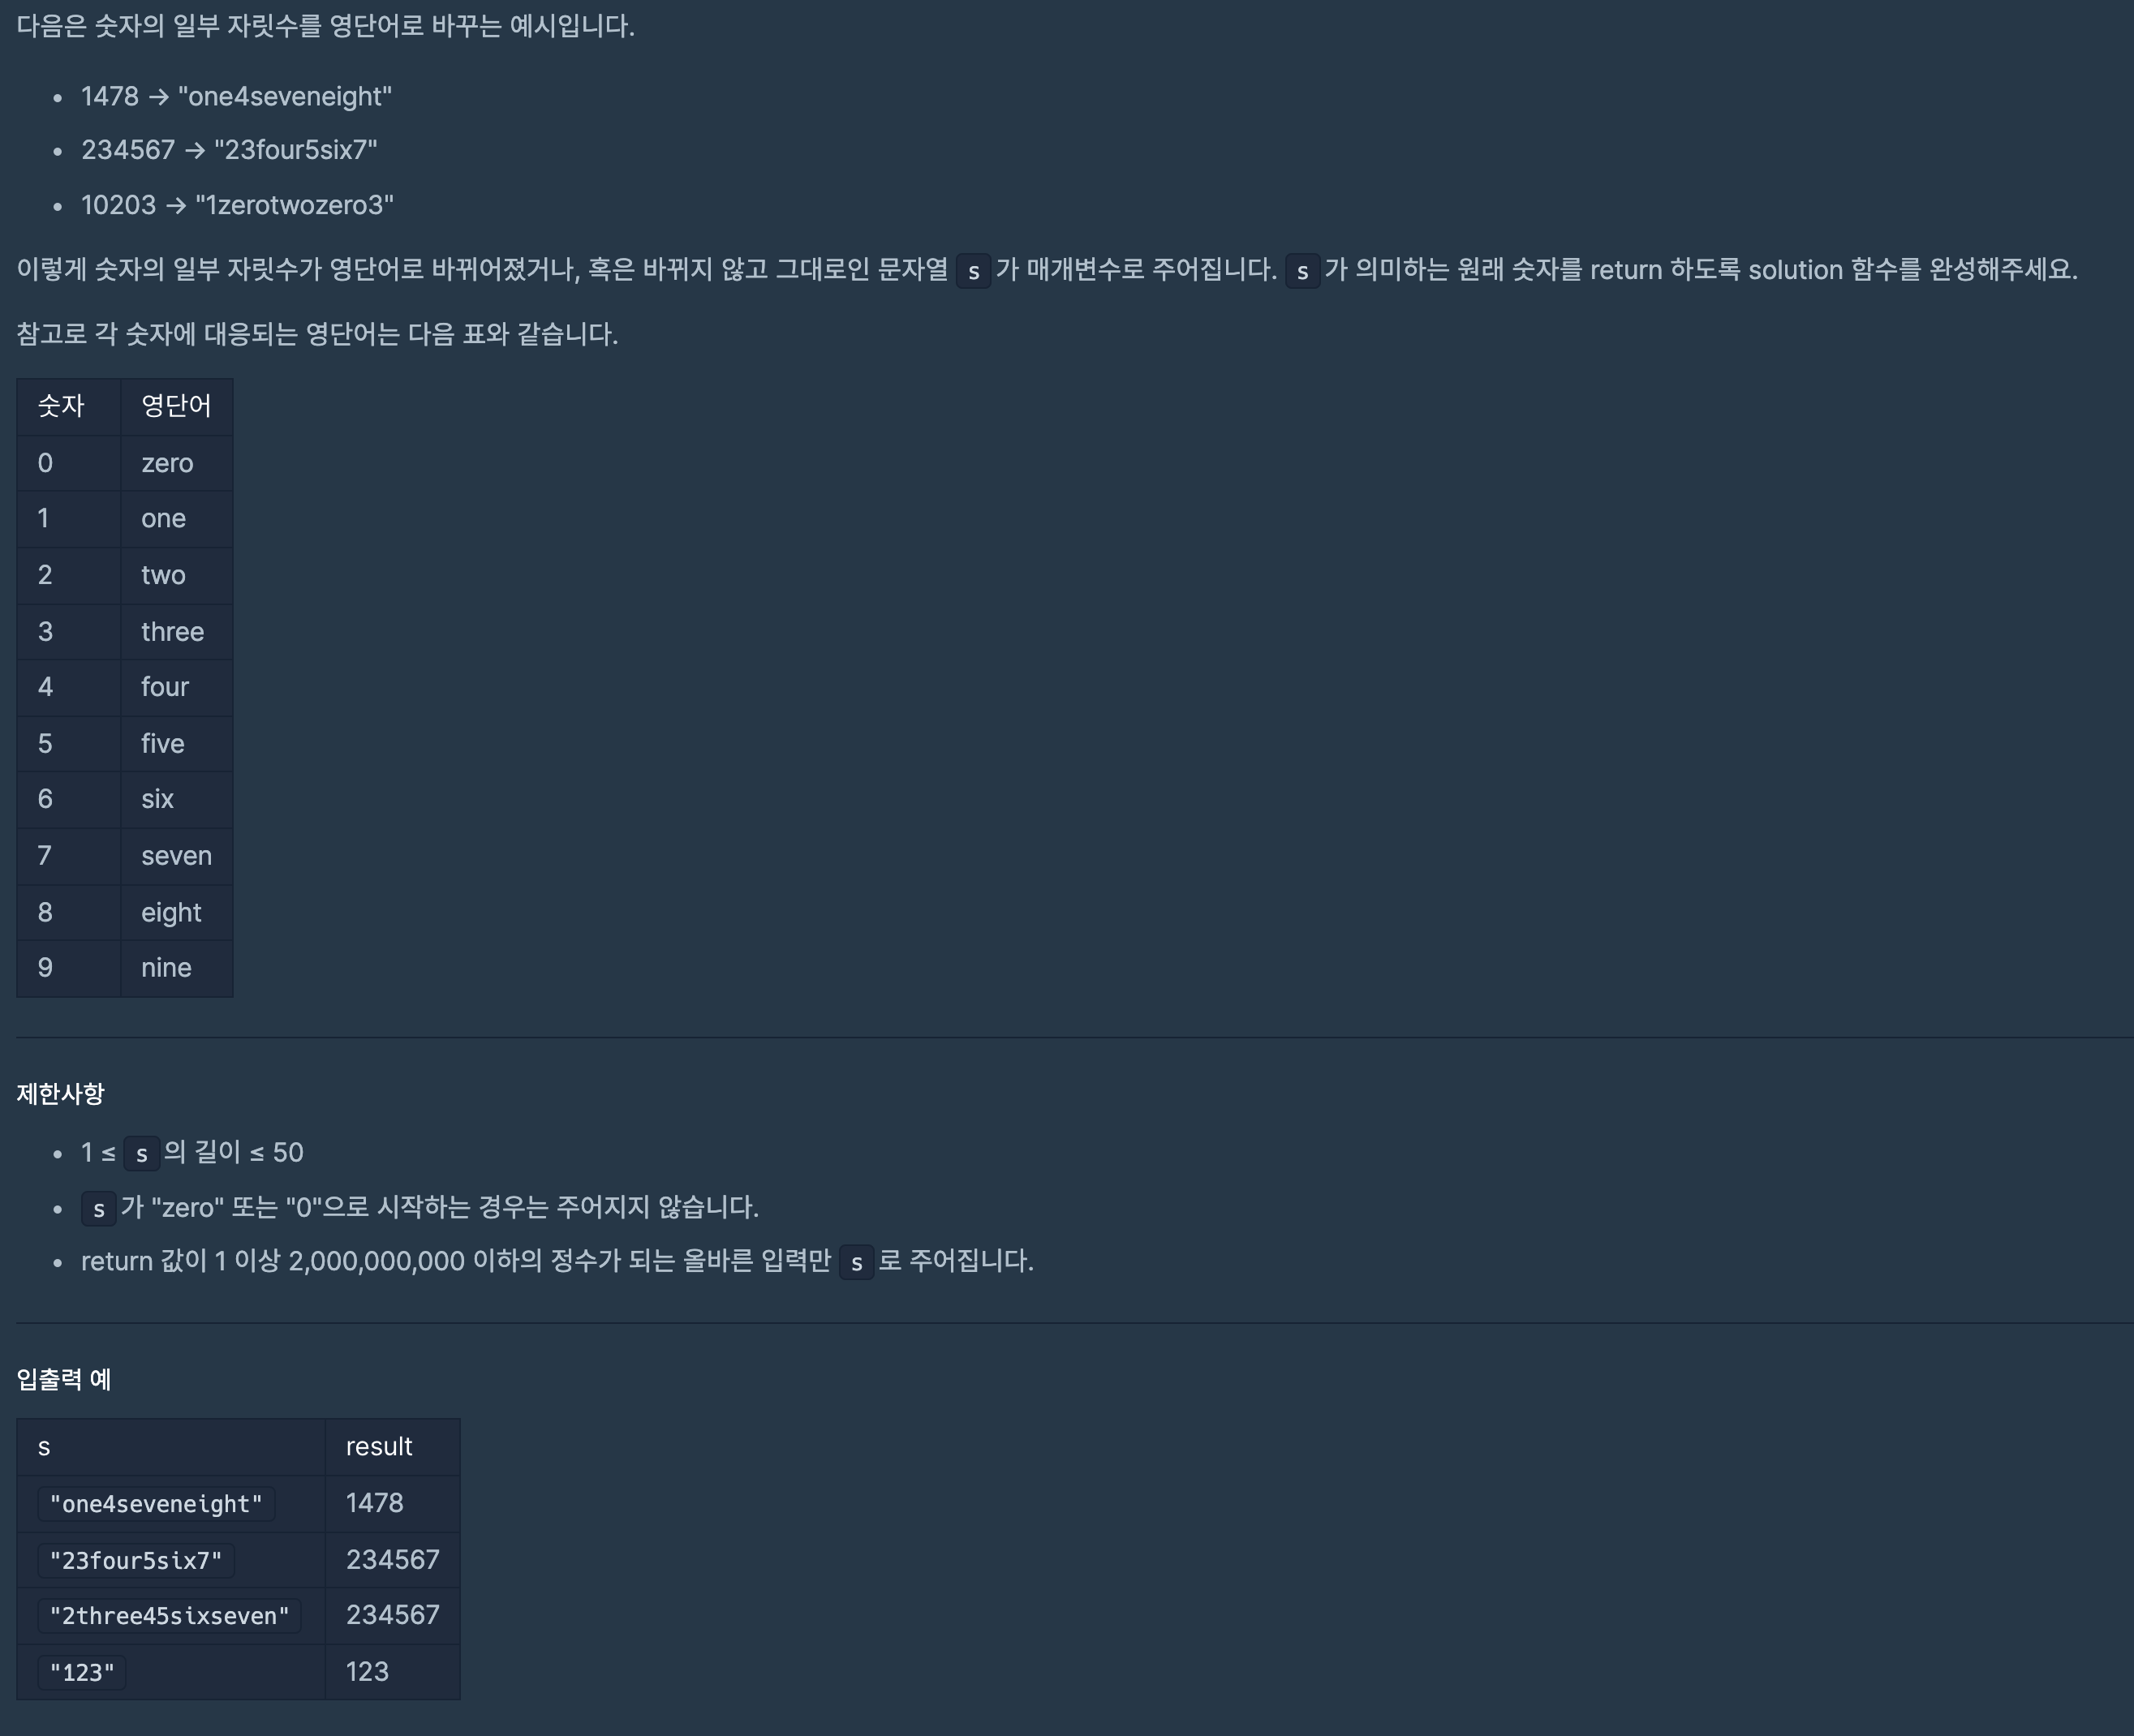 다음은 숫자의 일부 자릿수를 영단어로 바꾸는 예시입니다.
• 1478 → "one4seveneight"
• 234567 → "23four5six7"
• 10203 → "1zerotwozero3"
이렇게 숫자의 일부 자릿수가 영단어로 바뀌어졌거나, 혹은 바뀌지 않고 그대로인 문자열 s 가 매개변수로 주어집니다. s 가 의미하는 원래 숫자를 return 하도록 solution 함수를 완성해주세요.
참고로 각 숫자에 대응되는 영단어는 다음 표와 같습니다.
숫자 영단어
0 zero
1 one
2 two
3 three
4 four
5 five
6 six
7 seven
8 eight
9 nine
제한사항
• 1 ≤ s 의 길이 ≤ 50
• s 가 "zero" 또는 "0"으로 시작하는 경우는 주어지지 않습니다.
• return 값이 1 이상 2,000,000,000 이하의 정수가 되는 올바른 입력만 s 로 주어집니다.
입출력 예
s result
"one4seveneight" 1478
"23four5six7" 234567
"2three45sixseven" 234567
"123" 123